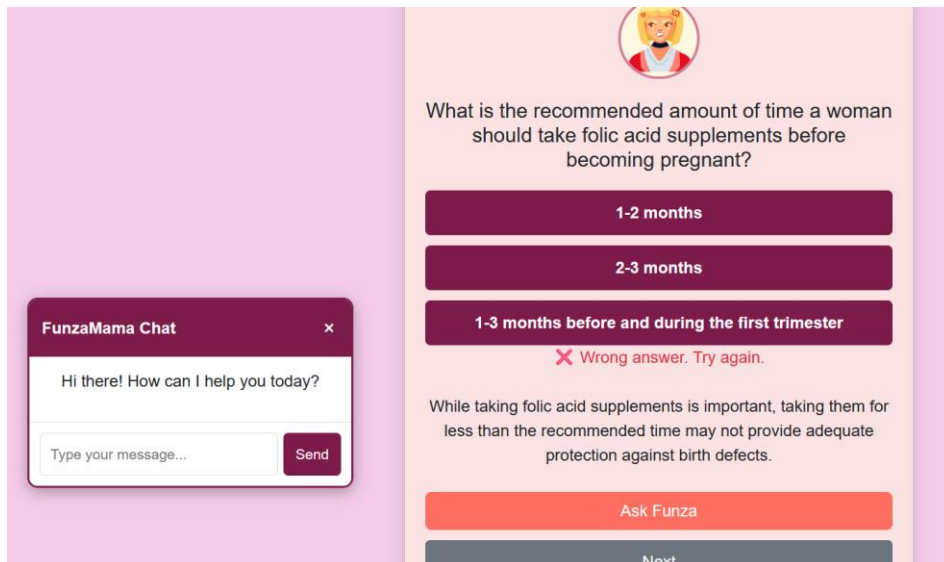 What is the recommended amount of time a woman
should take folic acid supplements before
becoming pregnant?
1-2 months
2-3 months
1-3 months before and during the first trimester
❌ Wrong answer. Try again.
While taking folic acid supplements is important, taking them for
less than the recommended time may not provide adequate
protection against birth defects.
Ask Funza
Next
FunzaMama Chat ×
Hi there! How can I help you today?
Type your message... Send